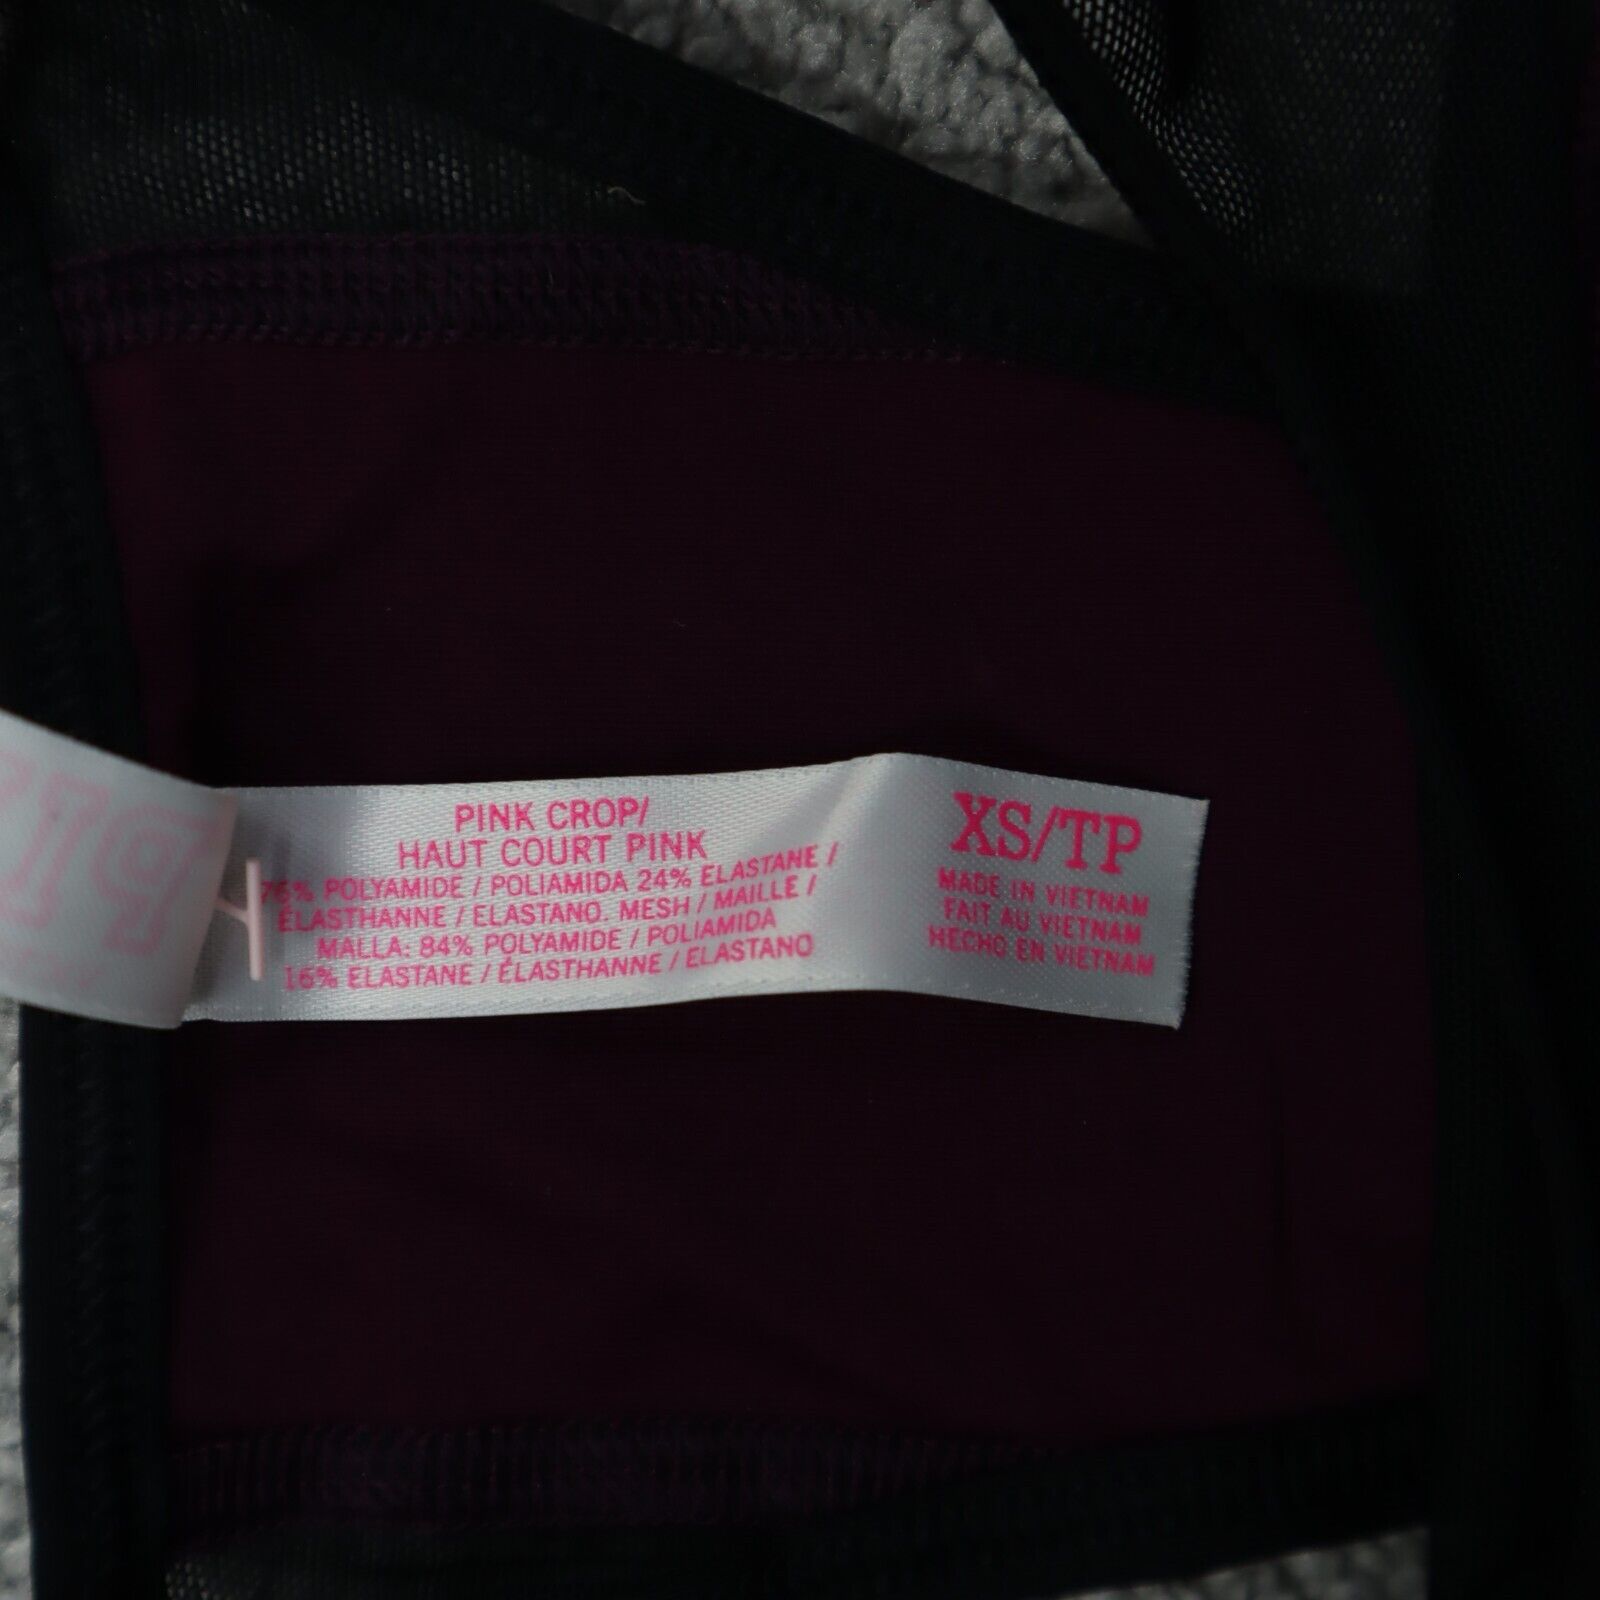 PINK CROP/
HAUT COURT PINK
76% POLYAMIDE / POLIAMIDA 24% ELASTANE /
ÉLASTHANNE / ELASTANO. MESH / MAILLE /
MALLA: 84% POLYAMIDE / POLIAMIDA
16% ELASTANE / ÉLASTHANNE / ELASTANO
XS/TP
MADE IN VIETNAM
FAIT AU VIETNAM
HECHO EN VIETNAM